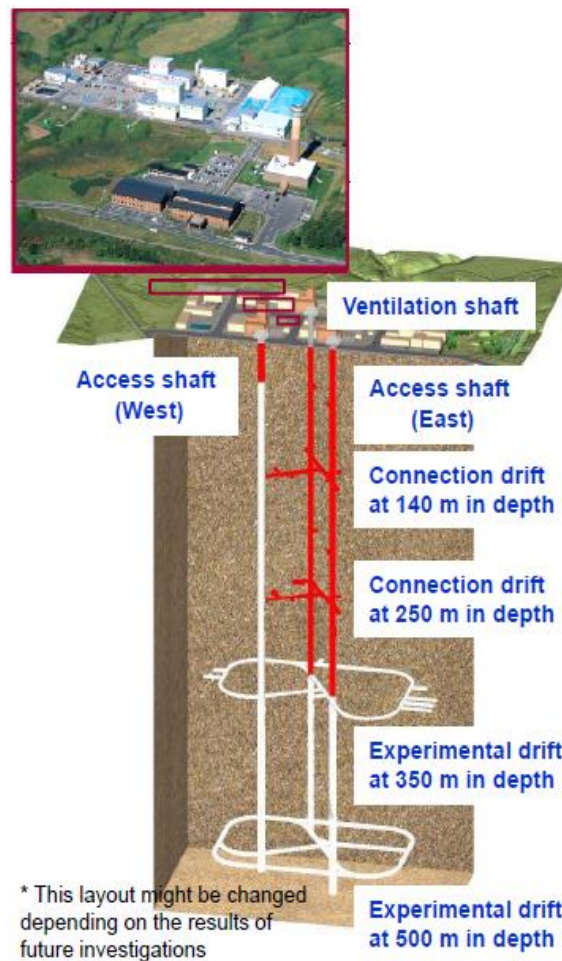 Ventilation shaft
Access shaft
(West)
Access shaft
(East)
Connection drift
at 140 m in depth
Connection drift
at 250 m in depth
Experimental drift
at 350 m in depth
Experimental drift
at 500 m in depth
* This layout might be changed
depending on the results of
future investigations